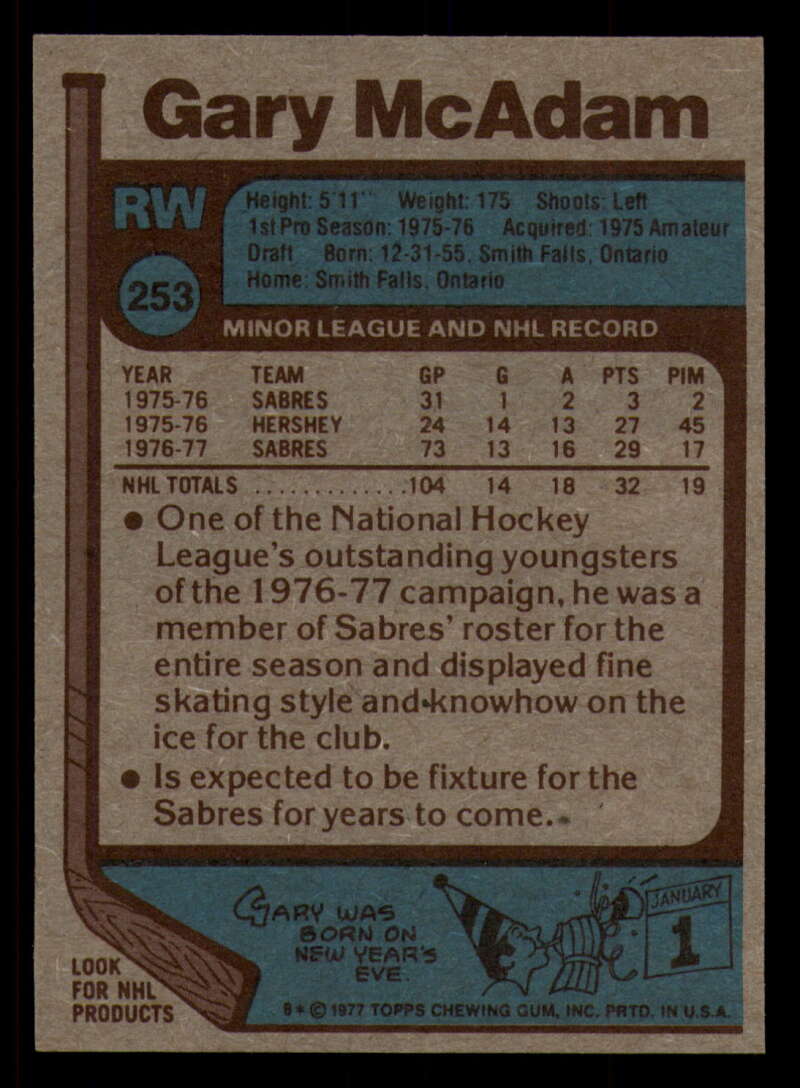 Gary McAdam
RW
Height: 5'11" Weight: 175 Shoots: Left
1st Pro Season: 1975-76 Acquired: 1975 Amateur
Draft Born: 12-31-55, Smith Falls, Ontario
Home: Smith Falls, Ontario
253
MINOR LEAGUE AND NHL RECORD
YEAR TEAM GP G A PTS PIM
1975-76 SABRES 31 1 2 3 2
1975-76 HERSHEY 24 14 13 27 45
1976-77 SABRES 73 13 16 29 17
NHL TOTALS ..............104 14 18 32 19
● One of the National Hockey
League's outstanding youngsters
of the 1976-77 campaign, he was a
member of Sabres' roster for the
entire season and displayed fine
skating style and knowhow on the
ice for the club.
● Is expected to be fixture for the
Sabres for years to come.
GARY WAS
BORN ON
NEW YEAR'S
EVE.
JANUARY
1
LOOK
FOR NHL
PRODUCTS
B* © 1977 TOPPS CHEWING GUM, INC. PRTD. IN U.S.A.